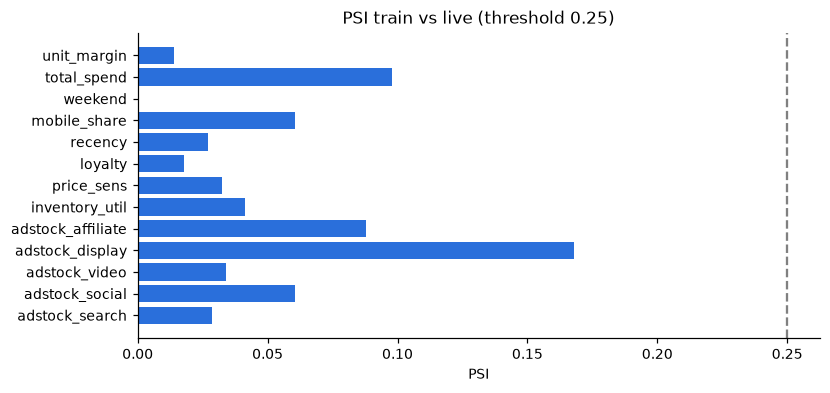 PSI train vs live (threshold 0.25)
unit_margin
total_spend
weekend
mobile_share
recency
loyalty
price_sens
inventory_util
adstock_affiliate
adstock_display
adstock_video
adstock_social
adstock_search
0.00 0.05 0.10 0.15 0.20 0.25
PSI